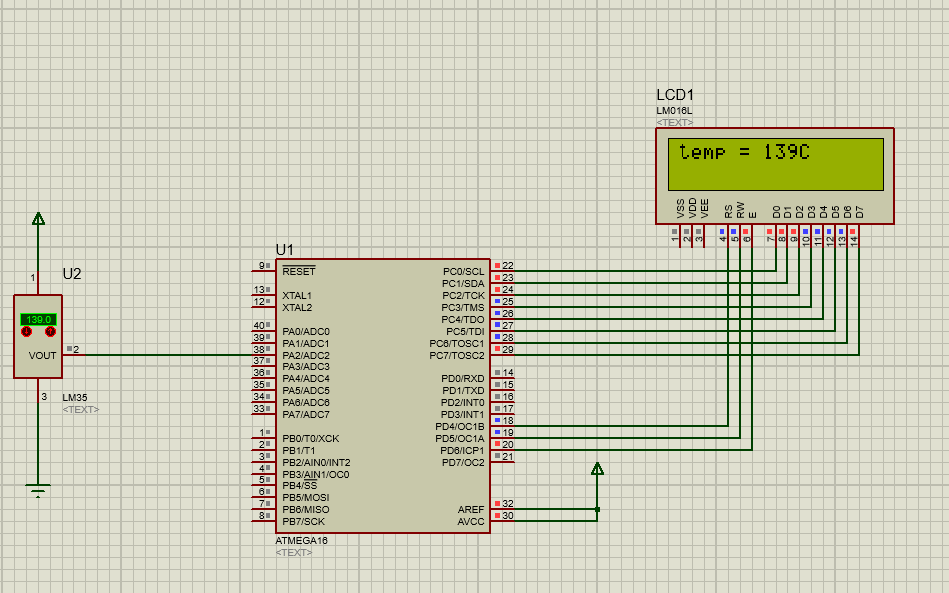 LCD1
LM016L
<TEXT>
temp = 139C
VSS VDD VEE RS RW E D0 D1 D2 D3 D4 D5 D6 D7
1 2 3 4 5 6 7 8 9 10 11 12 13 14
U2
1
139.0
VOUT 2
3
LM35
<TEXT>
U1
9 RESET PC0/SCL 22
PC1/SDA 23
13 XTAL1 PC2/TCK 24
12 XTAL2 PC3/TMS 25
PC4/TDO 26
40 PA0/ADC0 PC5/TDI 27
39 PA1/ADC1 PC6/TOSC1 28
38 PA2/ADC2 PC7/TOSC2 29
37 PA3/ADC3
36 PA4/ADC4 PD0/RXD 14
35 PA5/ADC5 PD1/TXD 15
34 PA6/ADC6 PD2/INT0 16
33 PA7/ADC7 PD3/INT1 17
PD4/OC1B 18
1 PB0/T0/XCK PD5/OC1A 19
2 PB1/T1 PD6/ICP1 20
3 PB2/AIN0/INT2 PD7/OC2 21
4 PB3/AIN1/OC0
5 PB4/SS
6 PB5/MOSI
7 PB6/MISO AREF 32
8 PB7/SCK AVCC 30
ATMEGA16
<TEXT>